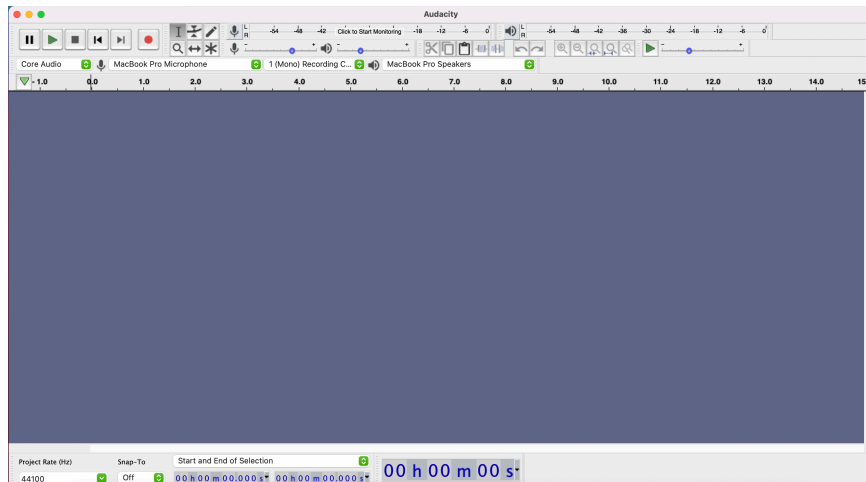 Audacity
L
R -54 -48 -42 Click to Start Monitoring -18 -12 -6 0
L
R -54 -48 -42 -36 -30 -24 -18 -12 -6 0
- + - + - +
Core Audio MacBook Pro Microphone 1 (Mono) Recording C... MacBook Pro Speakers
-1.0 0.0 1.0 2.0 3.0 4.0 5.0 6.0 7.0 8.0 9.0 10.0 11.0 12.0 13.0 14.0 15
Project Rate (Hz) Snap-To Start and End of Selection
44100 Off 00 h 00 m 00.000 s 00 h 00 m 00.000 s 00 h 00 m 00 s